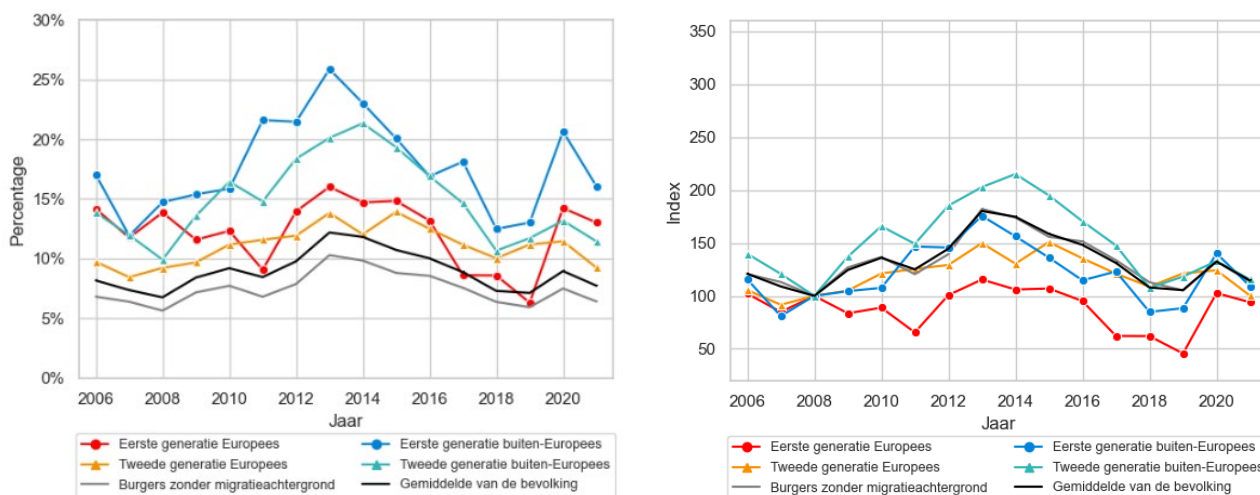 30%
25%
20%
15%
10%
5%
0%
Percentage
2006 2008 2010 2012 2014 2016 2018 2020
Jaar
Eerste generatie Europees
Eerste generatie buiten-Europees
Tweede generatie Europees
Tweede generatie buiten-Europees
Burgers zonder migratieachtergrond
Gemiddelde van de bevolking
350
300
250
200
150
100
50
Index
2006 2008 2010 2012 2014 2016 2018 2020
Jaar
Eerste generatie Europees
Eerste generatie buiten-Europees
Tweede generatie Europees
Tweede generatie buiten-Europees
Burgers zonder migratieachtergrond
Gemiddelde van de bevolking